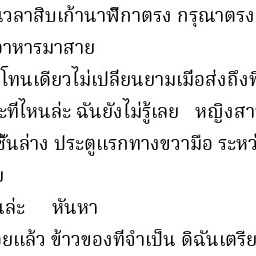 เวลาสิบเก้านาฬิกาตรง กรุณาตรง
อาหารมาสาย
โทนเดียวไม่เปลี่ยนยามเมื่อส่งถึงที่
ะที่ไหนล่ะ ฉันยังไม่รู้เลย หญิงสา
ชั้นล่าง ประตูแรกทางขวามือ ระหว่
นล่ะ หันหา
ยแล้ว ข้าวของที่จำเป็น ดิฉันเตรีย